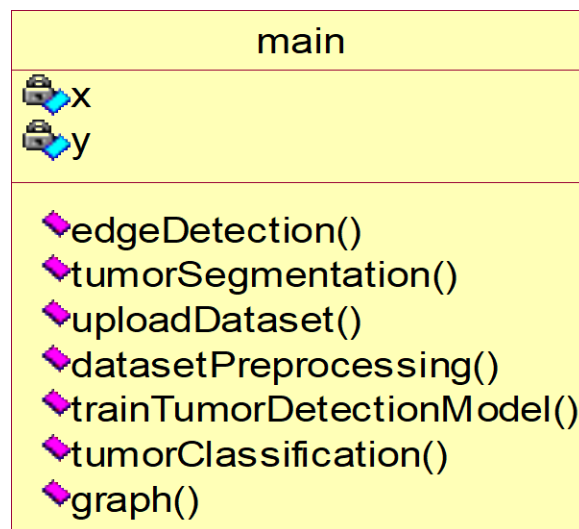 main
x
y
edgeDetection()
tumorSegmentation()
uploadDataset()
datasetPreprocessing()
trainTumorDetectionModel()
tumorClassification()
graph()